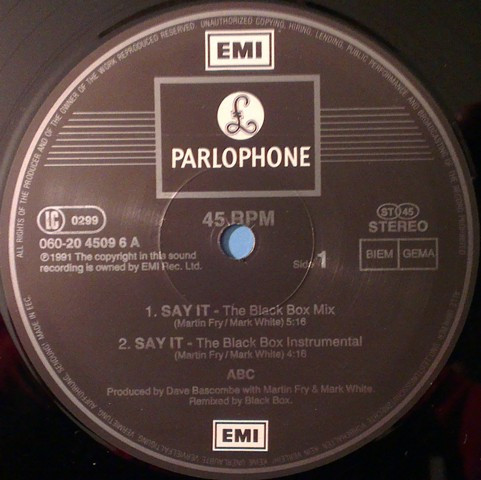 ALL RIGHTS OF THE PRODUCER AND OF THE OWNER OF THE WORK REPRODUCED RESERVED. UNAUTHORIZED COPYING, HIRING, LENDING, PUBLIC PERFORMANCE AND BROADCASTING
EMI
£
PARLOPHONE
LC 0299
45 BPM
ST 45
STEREO
060-20 4509 6 A
℗1991 The copyright in this sound
recording is owned by EMI Rec. Ltd.
Side 1
BIEM GEMA
1. SAY IT - The Black Box Mix
(Martin Fry/Mark White) 5:16
2. SAY IT - The Black Box Instrumental
(Martin Fry/Mark White) 4:16
ABC
Produced by Dave Bascombe with Martin Fry & Mark White.
Remixed by Black Box.
EMI
MADE IN EEC.